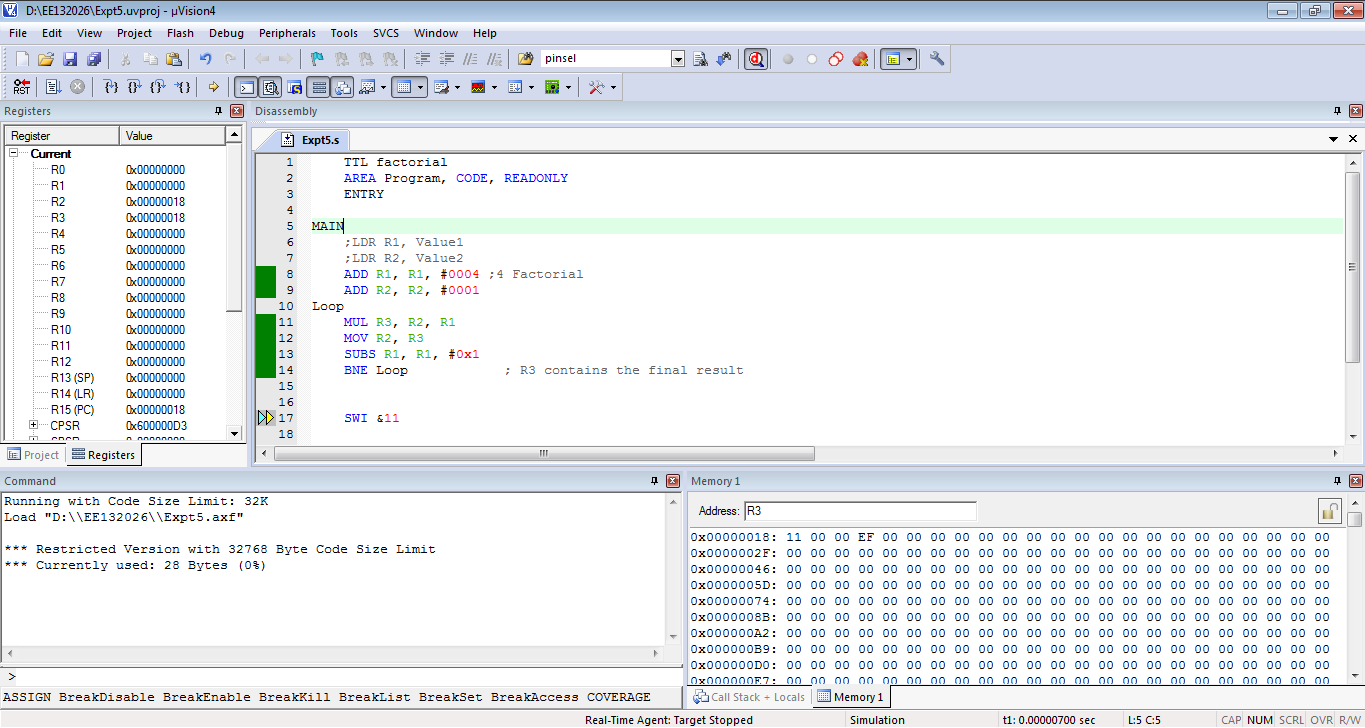 D:\EE132026\Expt5.uvproj - µVision4
File Edit View Project Flash Debug Peripherals Tools SVCS Window Help
pinsel
RST
Registers
Disassembly
Register Value
Current
R0 0x00000000
R1 0x00000000
R2 0x00000018
R3 0x00000018
R4 0x00000000
R5 0x00000000
R6 0x00000000
R7 0x00000000
R8 0x00000000
R9 0x00000000
R10 0x00000000
R11 0x00000000
R12 0x00000000
R13 (SP) 0x00000000
R14 (LR) 0x00000000
R15 (PC) 0x00000018
CPSR 0x600000D3
Project Registers
Expt5.s
1 TTL factorial
2 AREA Program, CODE, READONLY
3 ENTRY
4
5 MAIN
6 ;LDR R1, Value1
7 ;LDR R2, Value2
8 ADD R1, R1, #0004 ;4 Factorial
9 ADD R2, R2, #0001
10 Loop
11 MUL R3, R2, R1
12 MOV R2, R3
13 SUBS R1, R1, #0x1
14 BNE Loop ; R3 contains the final result
15
16
17 SWI &11
18
Command
Running with Code Size Limit: 32K
Load "D:\\EE132026\\Expt5.axf"
*** Restricted Version with 32768 Byte Code Size Limit
*** Currently used: 28 Bytes (0%)
>
ASSIGN BreakDisable BreakEnable BreakKill BreakList BreakSet BreakAccess COVERAGE
Memory 1
Address: R3
0x00000018: 11 00 00 EF 00 00 00 00 00 00 00 00 00 00 00 00 00 00 00 00 00 00 00
0x0000002F: 00 00 00 00 00 00 00 00 00 00 00 00 00 00 00 00 00 00 00 00 00 00 00
0x00000046: 00 00 00 00 00 00 00 00 00 00 00 00 00 00 00 00 00 00 00 00 00 00 00
0x0000005D: 00 00 00 00 00 00 00 00 00 00 00 00 00 00 00 00 00 00 00 00 00 00 00
0x00000074: 00 00 00 00 00 00 00 00 00 00 00 00 00 00 00 00 00 00 00 00 00 00 00
0x0000008B: 00 00 00 00 00 00 00 00 00 00 00 00 00 00 00 00 00 00 00 00 00 00 00
0x000000A2: 00 00 00 00 00 00 00 00 00 00 00 00 00 00 00 00 00 00 00 00 00 00 00
0x000000B9: 00 00 00 00 00 00 00 00 00 00 00 00 00 00 00 00 00 00 00 00 00 00 00
0x000000D0: 00 00 00 00 00 00 00 00 00 00 00 00 00 00 00 00 00 00 00 00 00 00 00
0x000000E7: 00 00 00 00 00 00 00 00 00 00 00 00 00 00 00 00 00 00 00 00 00 00 00
Call Stack + Locals Memory 1
Real-Time Agent: Target Stopped Simulation t1: 0.00000700 sec L:5 C:5 CAP NUM SCRL OVR R/W